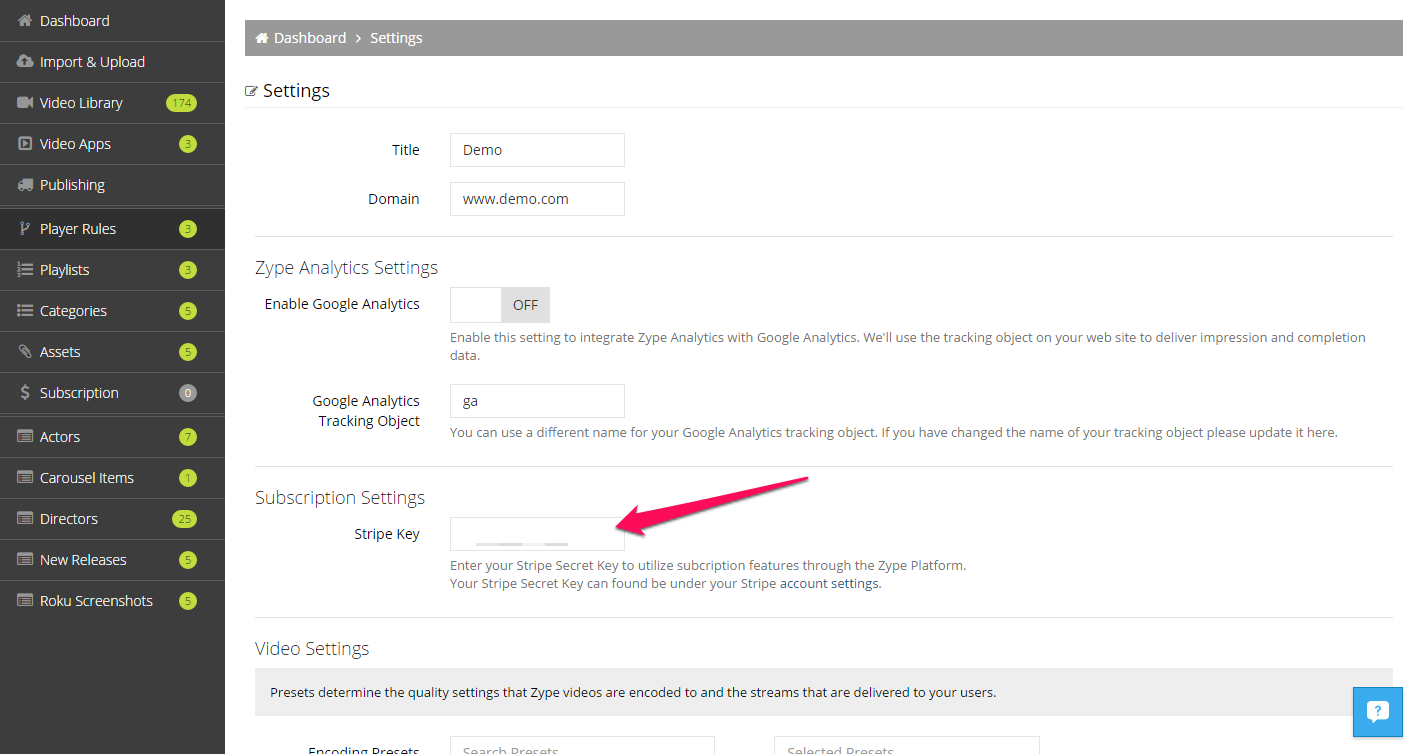 Dashboard
Import & Upload
Video Library 174
Video Apps 3
Publishing
Player Rules 3
Playlists 3
Categories 5
Assets 5
Subscription 0
Actors 7
Carousel Items 1
Directors 25
New Releases 5
Roku Screenshots 5
Dashboard > Settings
Settings
Title Demo
Domain www.demo.com
Zype Analytics Settings
Enable Google Analytics OFF
Enable this setting to integrate Zype Analytics with Google Analytics. We'll use the tracking object on your web site to deliver impression and completion
data.
Google Analytics
Tracking Object ga
You can use a different name for your Google Analytics tracking object. If you have changed the name of your tracking object please update it here.
Subscription Settings
Stripe Key
Enter your Stripe Secret Key to utilize subcription features through the Zype Platform.
Your Stripe Secret Key can found be under your Stripe account settings.
Video Settings
Presets determine the quality settings that Zype videos are encoded to and the streams that are delivered to your users.
?
Encoding Presets Search Presets Selected Presets